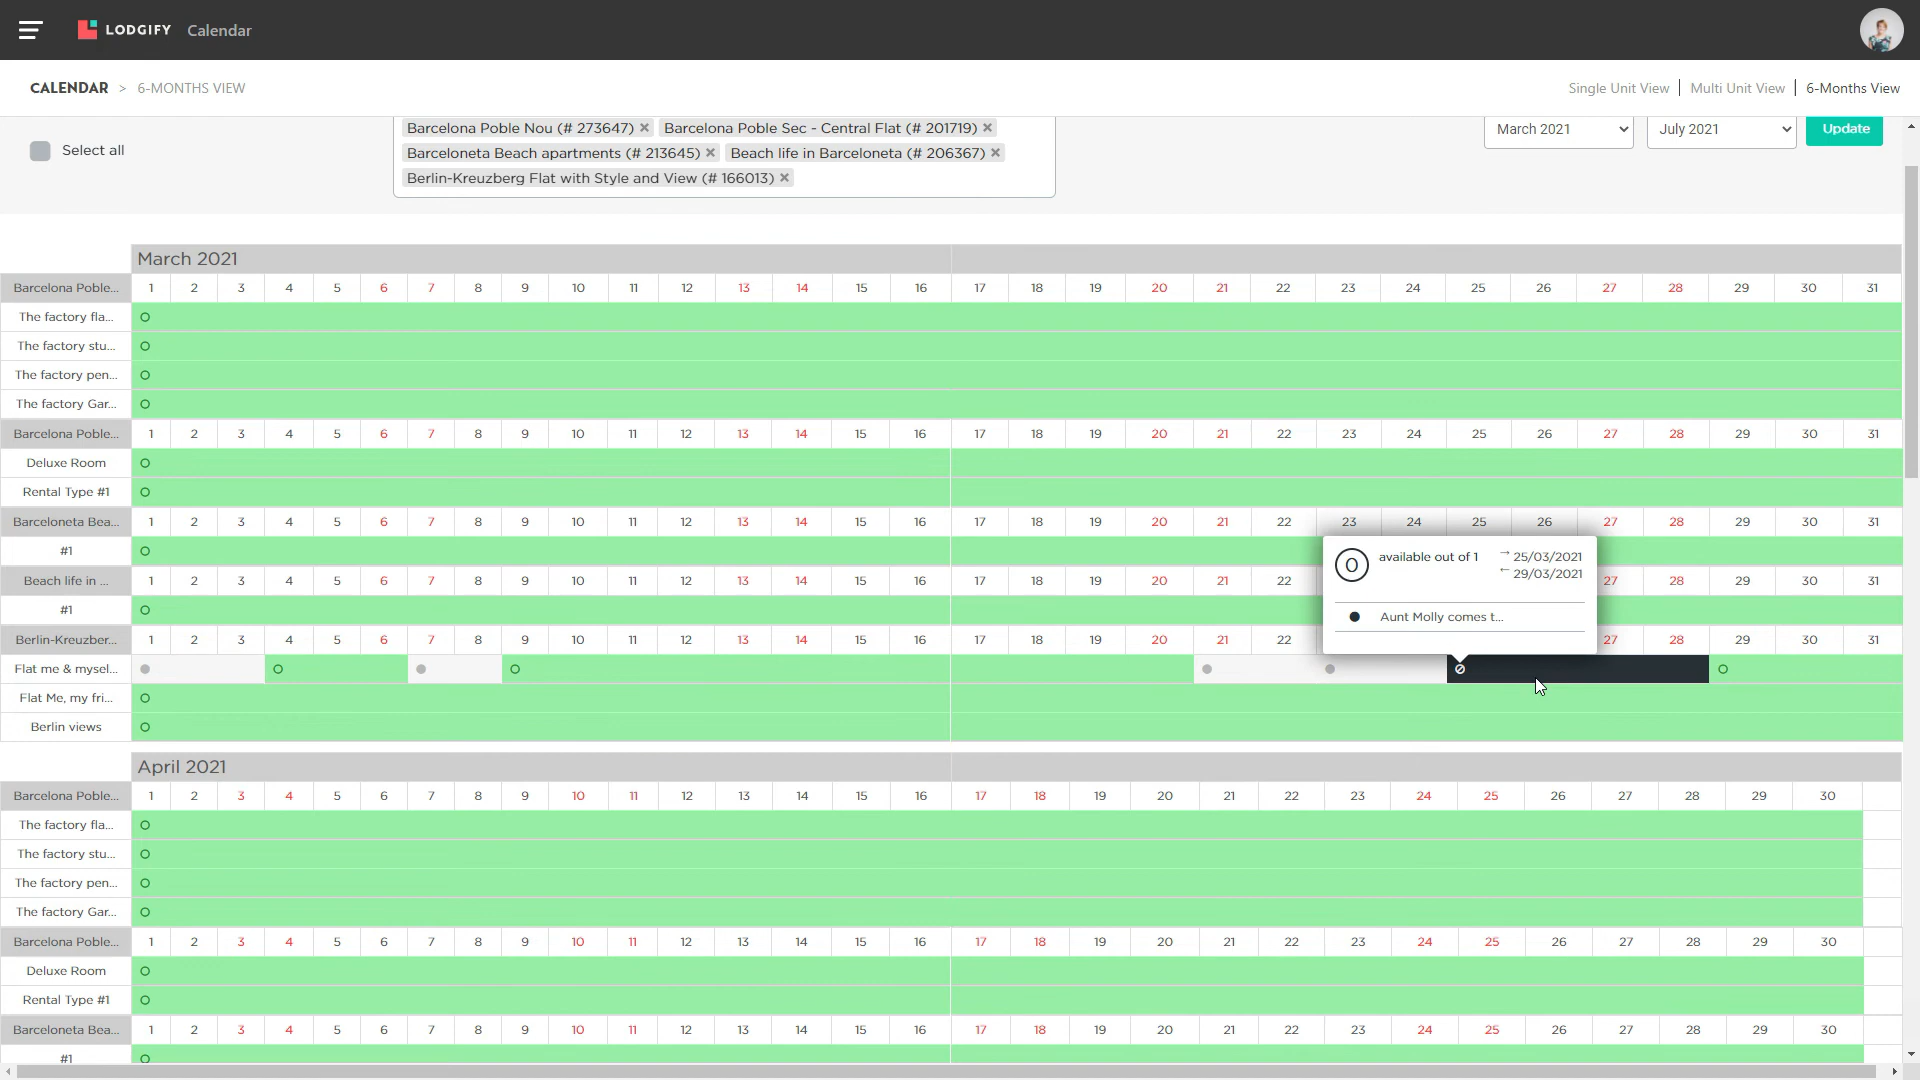 LODGIFY Calendar
CALENDAR > 6-MONTHS VIEW
Single Unit View | Multi Unit View | 6-Months View
Select all
Barcelona Poble Nou (# 273647) × Barcelona Poble Sec - Central Flat (# 201719) ×
Barceloneta Beach apartments (# 213645) × Beach life in Barceloneta (# 206367) ×
Berlin-Kreuzberg Flat with Style and View (# 166013) ×
March 2021 July 2021 Update
March 2021
Barcelona Poble... 1 2 3 4 5 6 7 8 9 10 11 12 13 14 15 16 17 18 19 20 21 22 23 24 25 26 27 28 29 30 31
The factory fla...
The factory stu...
The factory pen...
The factory Gar...
Barcelona Poble... 1 2 3 4 5 6 7 8 9 10 11 12 13 14 15 16 17 18 19 20 21 22 23 24 25 26 27 28 29 30 31
Deluxe Room
Rental Type #1
Barceloneta Bea... 1 2 3 4 5 6 7 8 9 10 11 12 13 14 15 16 17 18 19 20 21 22 23 24 25 26 27 28 29 30 31
#1
Beach life in ... 1 2 3 4 5 6 7 8 9 10 11 12 13 14 15 16 17 18 19 20 21 22 27 28 29 30 31
#1
Berlin-Kreuzber... 1 2 3 4 5 6 7 8 9 10 11 12 13 14 15 16 17 18 19 20 21 22 27 28 29 30 31
0 available out of 1 → 25/03/2021
← 29/03/2021
Aunt Molly comes t...
Flat me & mysel...
Flat Me, my fri...
Berlin views
April 2021
Barcelona Poble... 1 2 3 4 5 6 7 8 9 10 11 12 13 14 15 16 17 18 19 20 21 22 23 24 25 26 27 28 29 30
The factory fla...
The factory stu...
The factory pen...
The factory Gar...
Barcelona Poble... 1 2 3 4 5 6 7 8 9 10 11 12 13 14 15 16 17 18 19 20 21 22 23 24 25 26 27 28 29 30
Deluxe Room
Rental Type #1
Barceloneta Bea... 1 2 3 4 5 6 7 8 9 10 11 12 13 14 15 16 17 18 19 20 21 22 23 24 25 26 27 28 29 30
#1